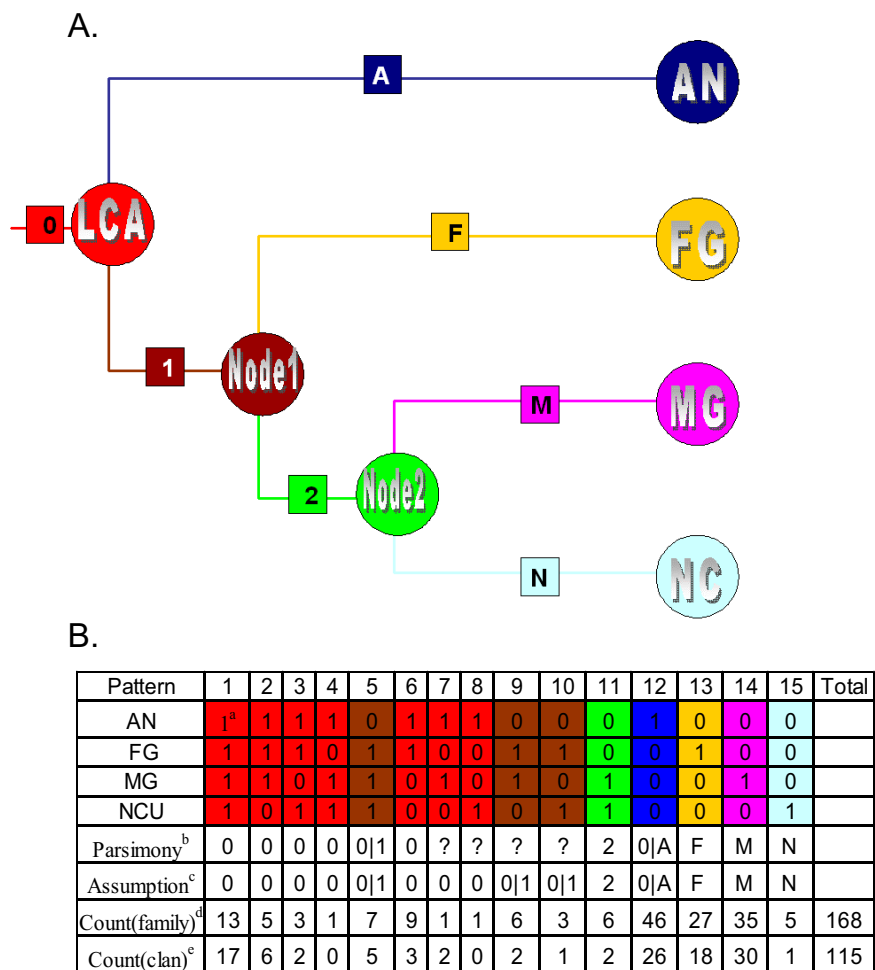 A.
A
AN
0
LCA
F
FG
1
Node1
M
MG
2
Node2
N
NC
B.
Pattern 1 2 3 4 5 6 7 8 9 10 11 12 13 14 15 Total
AN 1a 1 1 1 0 1 1 1 0 0 0 1 0 0 0
FG 1 1 1 0 1 1 0 0 1 1 0 0 1 0 0
MG 1 1 0 1 1 0 1 0 1 0 1 0 0 1 0
NCU 1 0 1 1 1 0 0 1 0 1 1 0 0 0 1
Parsimonyb 0 0 0 0 0|1 0 ? ? ? ? 2 0|A F M N
Assumptionc 0 0 0 0 0|1 0 0 0 0|1 0|1 2 0|A F M N
Count(family)d 13 5 3 1 7 9 1 1 6 3 6 46 27 35 5 168
Count(clan)e 17 6 2 0 5 3 2 0 2 1 2 26 18 30 1 115